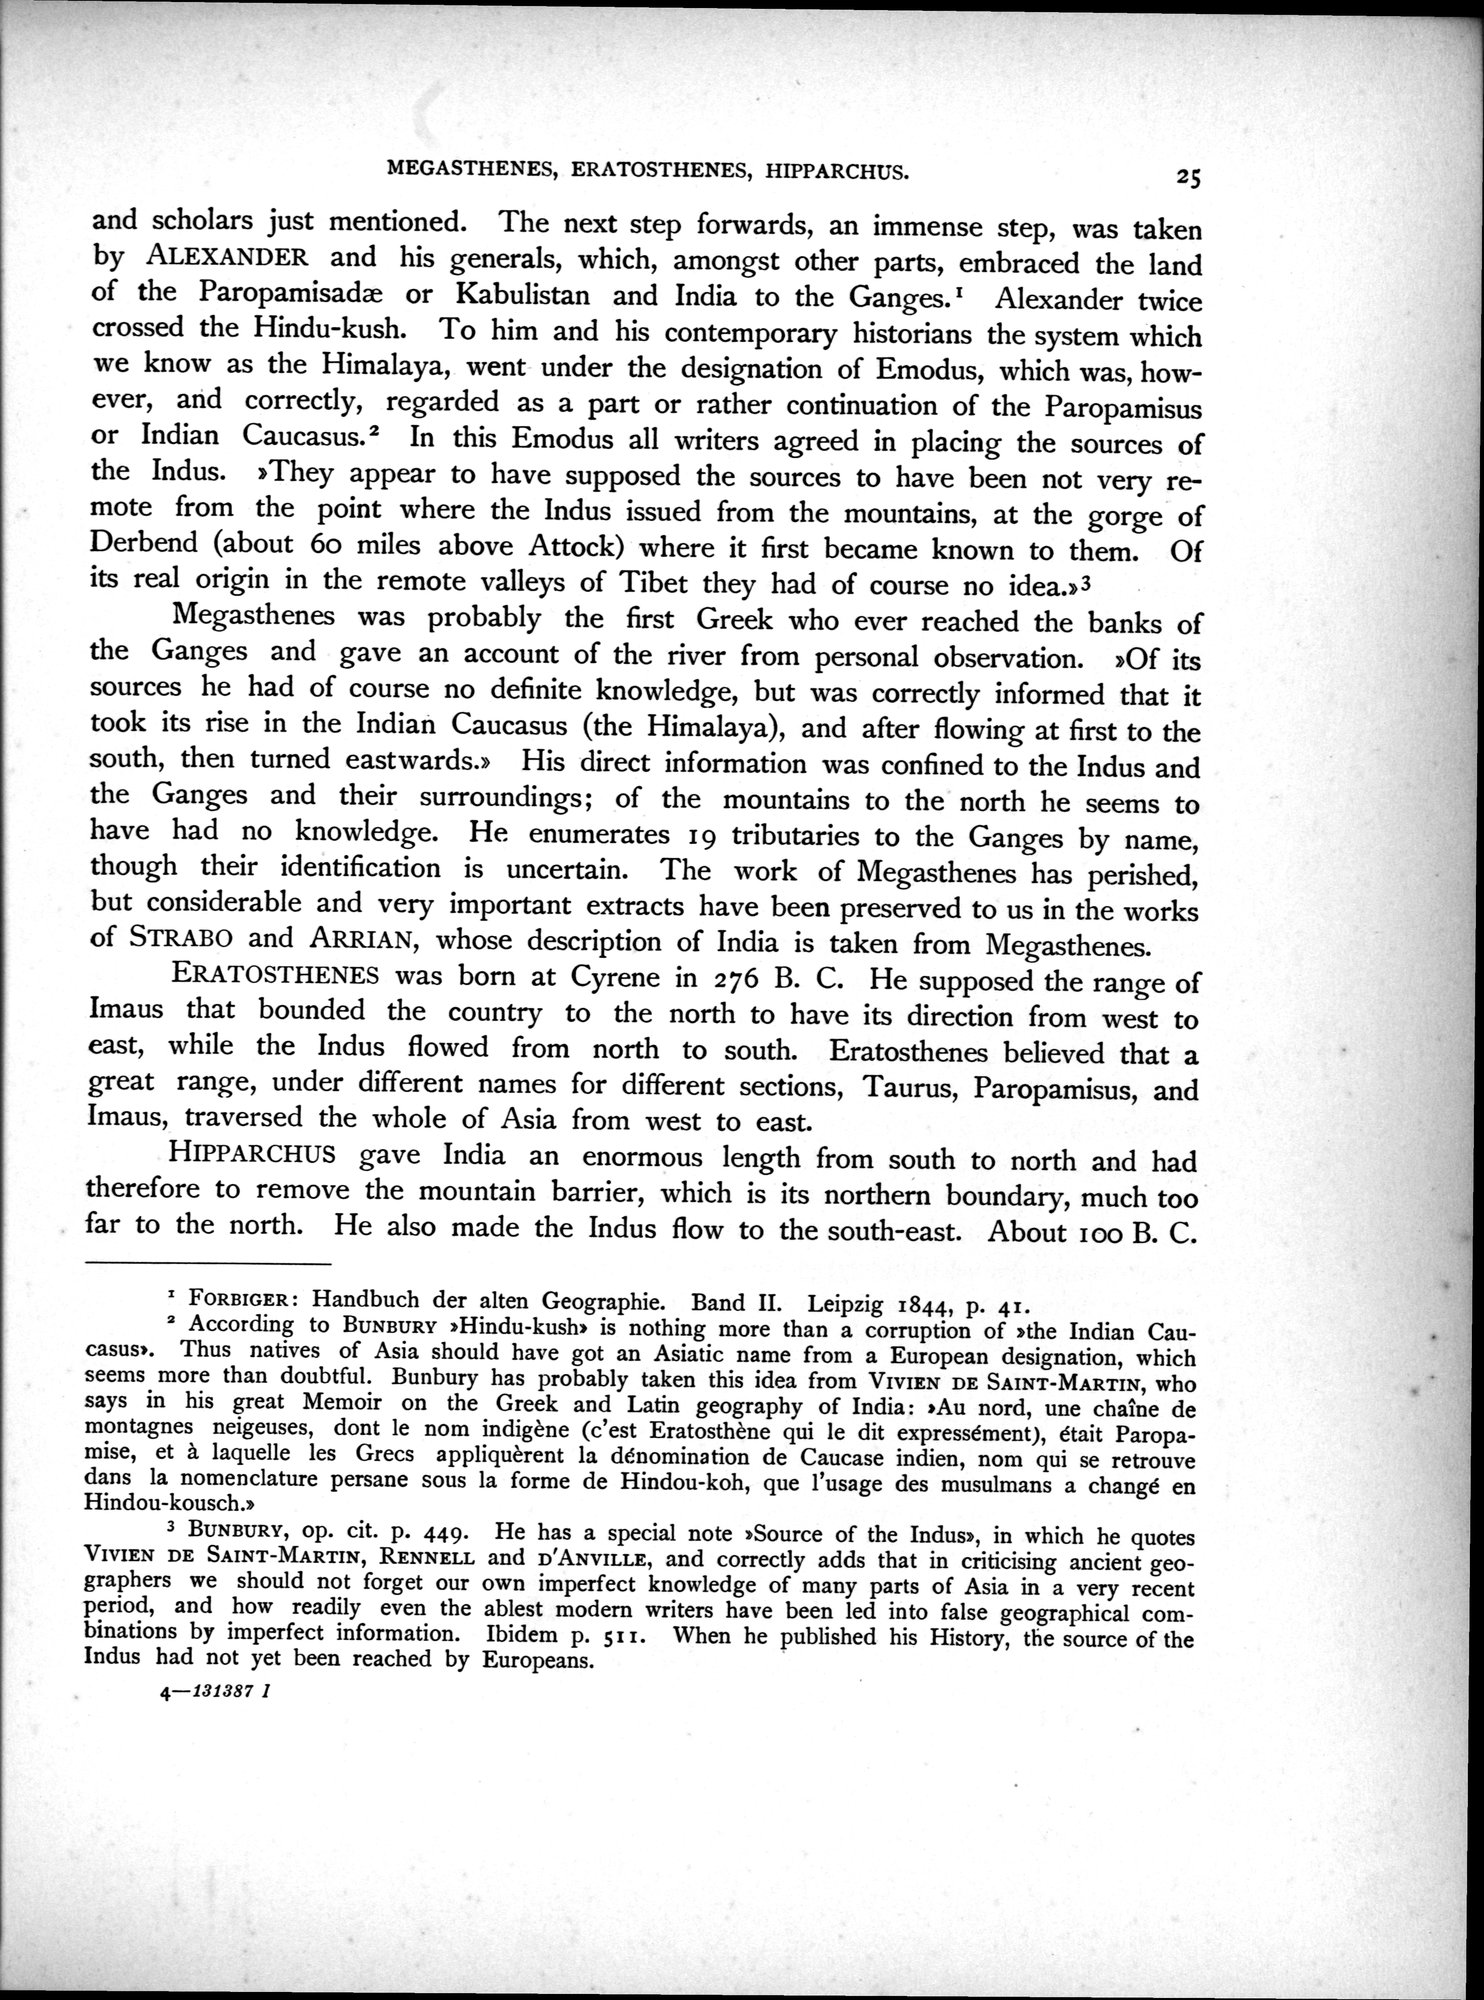 MEGASTHENES, ERATOSTHENES, HIPPARCHUS. 25
and scholars just mentioned. The next step forwards, an immense step, was taken
by ALEXANDER and his generals, which, amongst other parts, embraced the land
of the Paropamisadæ or Kabulistan and India to the Ganges.¹ Alexander twice
crossed the Hindu-kush. To him and his contemporary historians the system which
we know as the Himalaya, went under the designation of Emodus, which was, how-
ever, and correctly, regarded as a part or rather continuation of the Paropamisus
or Indian Caucasus.² In this Emodus all writers agreed in placing the sources of
the Indus. »They appear to have supposed the sources to have been not very re-
mote from the point where the Indus issued from the mountains, at the gorge of
Derbend (about 60 miles above Attock) where it first became known to them. Of
its real origin in the remote valleys of Tibet they had of course no idea.»³
Megasthenes was probably the first Greek who ever reached the banks of
the Ganges and gave an account of the river from personal observation. »Of its
sources he had of course no definite knowledge, but was correctly informed that it
took its rise in the Indian Caucasus (the Himalaya), and after flowing at first to the
south, then turned eastwards.» His direct information was confined to the Indus and
the Ganges and their surroundings; of the mountains to the north he seems to
have had no knowledge. He enumerates 19 tributaries to the Ganges by name,
though their identification is uncertain. The work of Megasthenes has perished,
but considerable and very important extracts have been preserved to us in the works
of STRABO and ARRIAN, whose description of India is taken from Megasthenes.
ERATOSTHENES was born at Cyrene in 276 B. C. He supposed the range of
Imaus that bounded the country to the north to have its direction from west to
east, while the Indus flowed from north to south. Eratosthenes believed that a
great range, under different names for different sections, Taurus, Paropamisus, and
Imaus, traversed the whole of Asia from west to east.
HIPPARCHUS gave India an enormous length from south to north and had
therefore to remove the mountain barrier, which is its northern boundary, much too
far to the north. He also made the Indus flow to the south-east. About 100 B. C.
¹ FORBIGER: Handbuch der alten Geographie. Band II. Leipzig 1844, p. 41.
² According to BUNBURY »Hindu-kush» is nothing more than a corruption of »the Indian Cau-
casus». Thus natives of Asia should have got an Asiatic name from a European designation, which
seems more than doubtful. Bunbury has probably taken this idea from VIVIEN DE SAINT-MARTIN, who
says in his great Memoir on the Greek and Latin geography of India: »Au nord, une chaîne de
montagnes neigeuses, dont le nom indigène (c'est Eratosthène qui le dit expressément), était Paropa-
mise, et à laquelle les Grecs appliquèrent la dénomination de Caucase indien, nom qui se retrouve
dans la nomenclature persane sous la forme de Hindou-koh, que l'usage des musulmans a changé en
Hindou-kousch.»
³ BUNBURY, op. cit. p. 449. He has a special note »Source of the Indus», in which he quotes
VIVIEN DE SAINT-MARTIN, RENNELL and D'ANVILLE, and correctly adds that in criticising ancient geo-
graphers we should not forget our own imperfect knowledge of many parts of Asia in a very recent
period, and how readily even the ablest modern writers have been led into false geographical com-
binations by imperfect information. Ibidem p. 511. When he published his History, the source of the
Indus had not yet been reached by Europeans.
4—131387 I